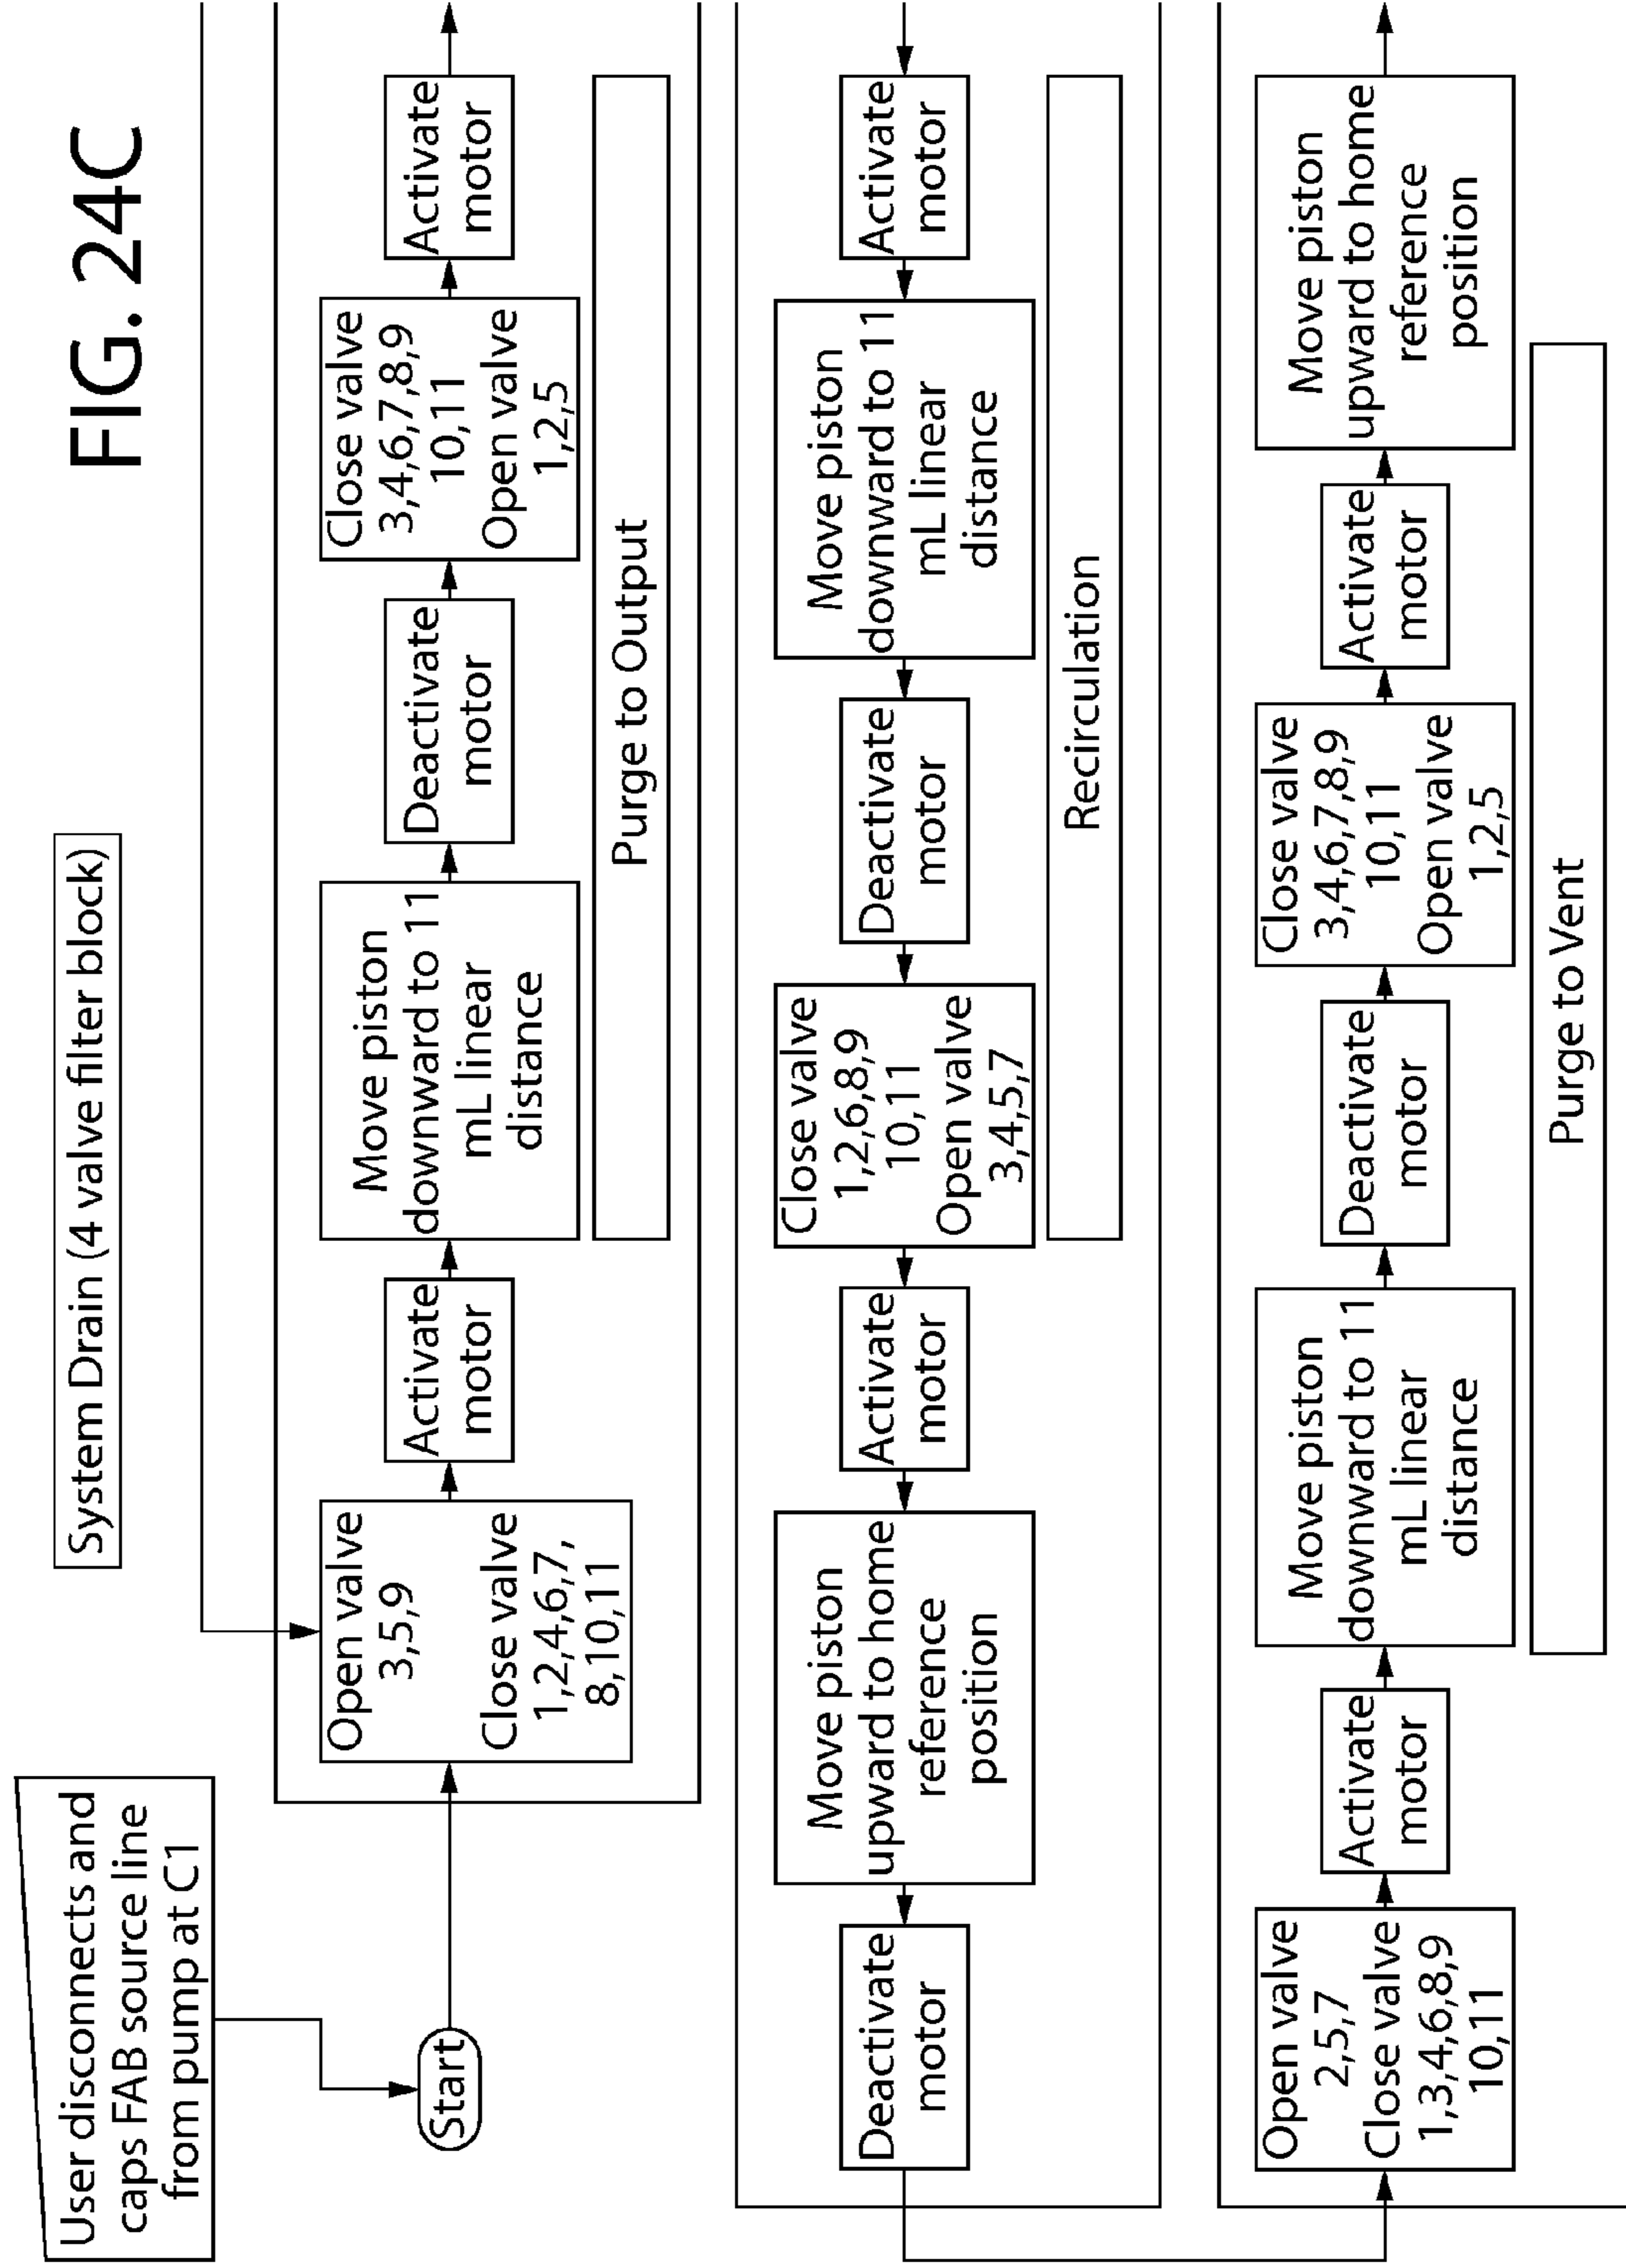 FIG. 24C
System Drain (4 valve filter block)
User disconnects and
caps FAB source line
from pump at C1
Start
Open valve
3,5,9
Close valve
1,2,4,6,7,
8,10,11
Activate
motor
Move piston
downward to 11
mL linear
distance
Deactivate
motor
Close valve
3,4,6,7,8,9
10,11
Open valve
1,2,5
Activate
motor
Purge to Output
Activate
motor
Move piston
downward to 11
mL linear
distance
Deactivate
motor
Close valve
1,2,6,8,9
10,11
Open valve
3,4,5,7
Activate
motor
Move piston
upward to home
reference
position
Deactivate
motor
Recirculation
Open valve
2,5,7
Close valve
1,3,4,6,8,9
10,11
Activate
motor
Move piston
downward to 11
mL linear
distance
Deactivate
motor
Close valve
3,4,6,7,8,9
10,11
Open valve
1,2,5
Activate
motor
Move piston
upward to home
reference
position
Purge to Vent